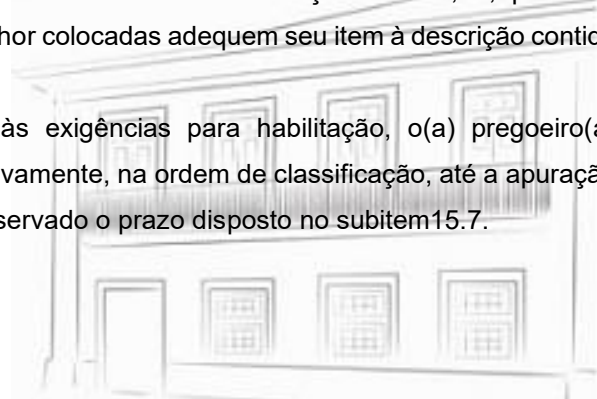 hor colocadas adequem seu item à descrição contid
às exigências para habilitação, o(a) pregoeiro(a
vamente, na ordem de classificação, até a apuraçã
servado o prazo disposto no subitem15.7.